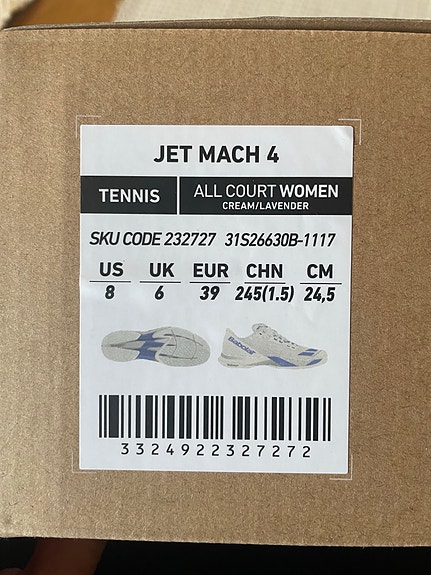 JET MACH 4
TENNIS
ALL COURT WOMEN
CREAM/LAVENDER
SKU CODE 232727 31S26630B-1117
US UK EUR CHN CM
8 6 39 245(1.5) 24,5
Babolat
3324922327272